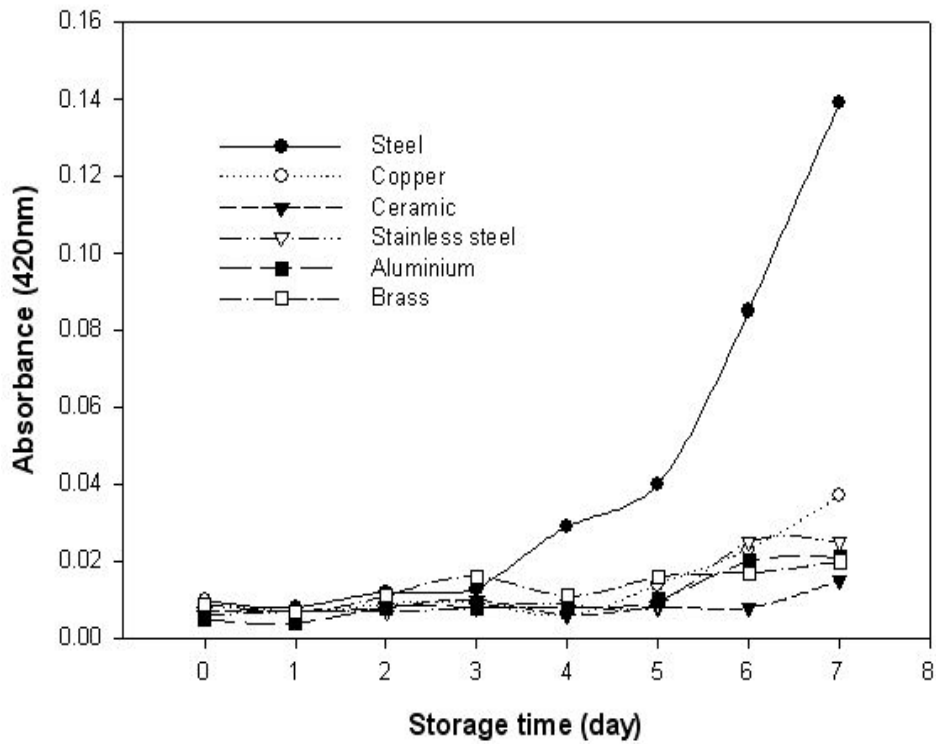 0.16
0.14
0.12
0.10
0.08
0.06
0.04
0.02
0.00
Absorbance (420nm)
Steel
Copper
Ceramic
Stainless steel
Aluminium
Brass
0 1 2 3 4 5 6 7 8
Storage time (day)